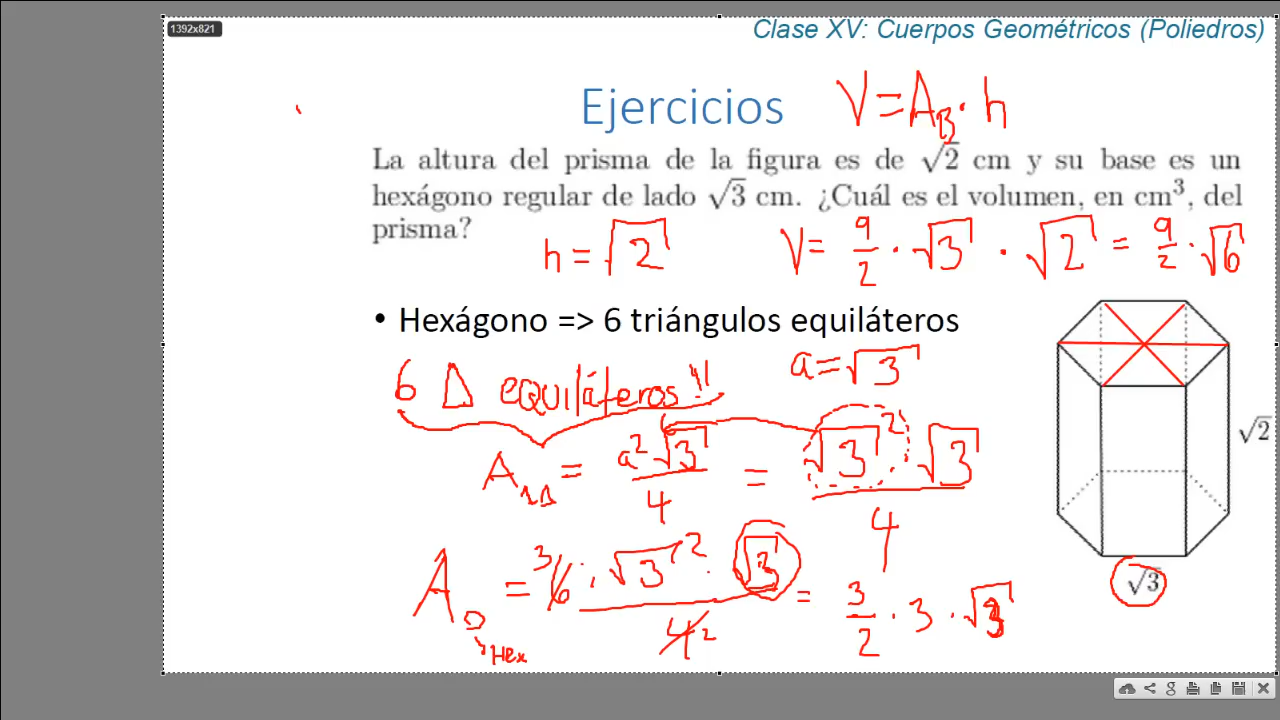 1392x821
Clase XV: Cuerpos Geométricos (Poliedros)
Ejercicios
V = A_B · h
La altura del prisma de la figura es de √2 cm y su base es un
hexágono regular de lado √3 cm. ¿Cuál es el volumen, en cm³, del
prisma?
h = √2
V = 9/2 · √3 · √2 = 9/2 · √6
• Hexágono => 6 triángulos equiláteros
6 Δ equiláteros!!
a = √3
A = a²√3/4 = √3² · √3/4
√2
A Hex = 6 · √3² · √3/4 = 3/2 · 3 · √3
3
2
√3